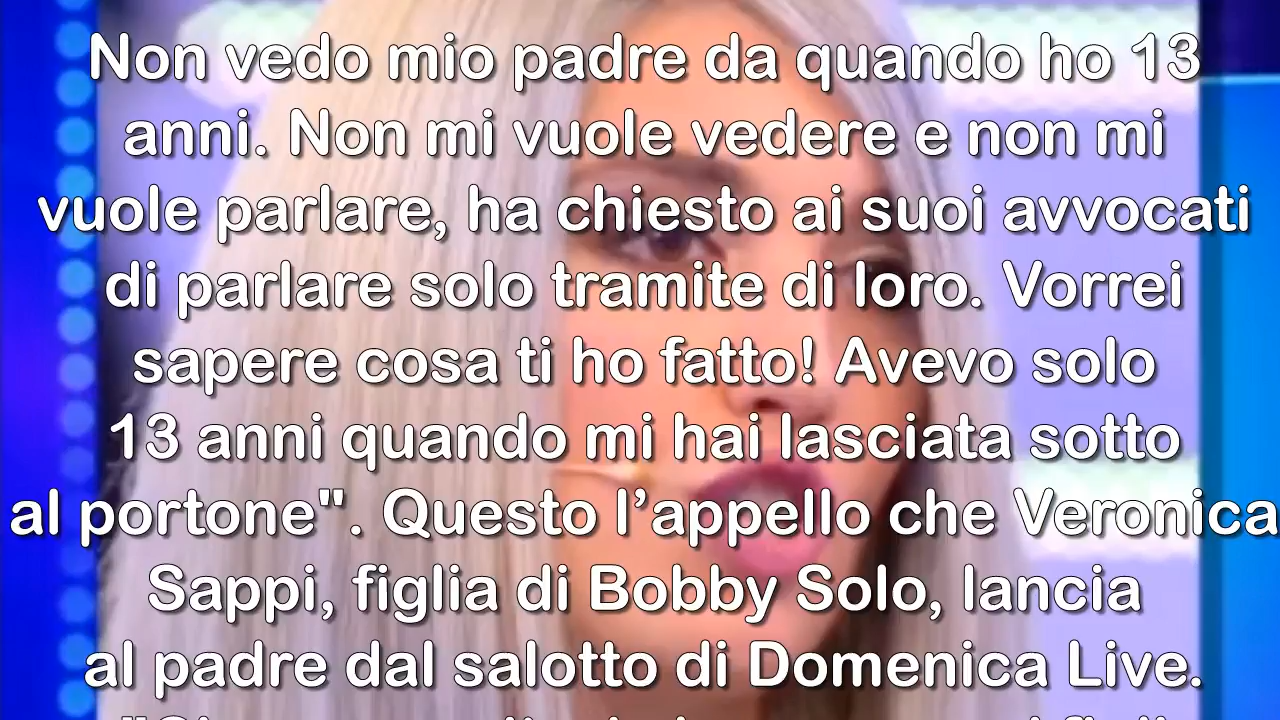 Non vedo mio padre da quando ho 13
anni. Non mi vuole vedere e non mi
vuole parlare, ha chiesto ai suoi avvocati
di parlare solo tramite di loro. Vorrei
sapere cosa ti ho fatto! Avevo solo
13 anni quando mi hai lasciata sotto
al portone". Questo l’appello che Veronica
Sappi, figlia di Bobby Solo, lancia
al padre dal salotto di Domenica Live.